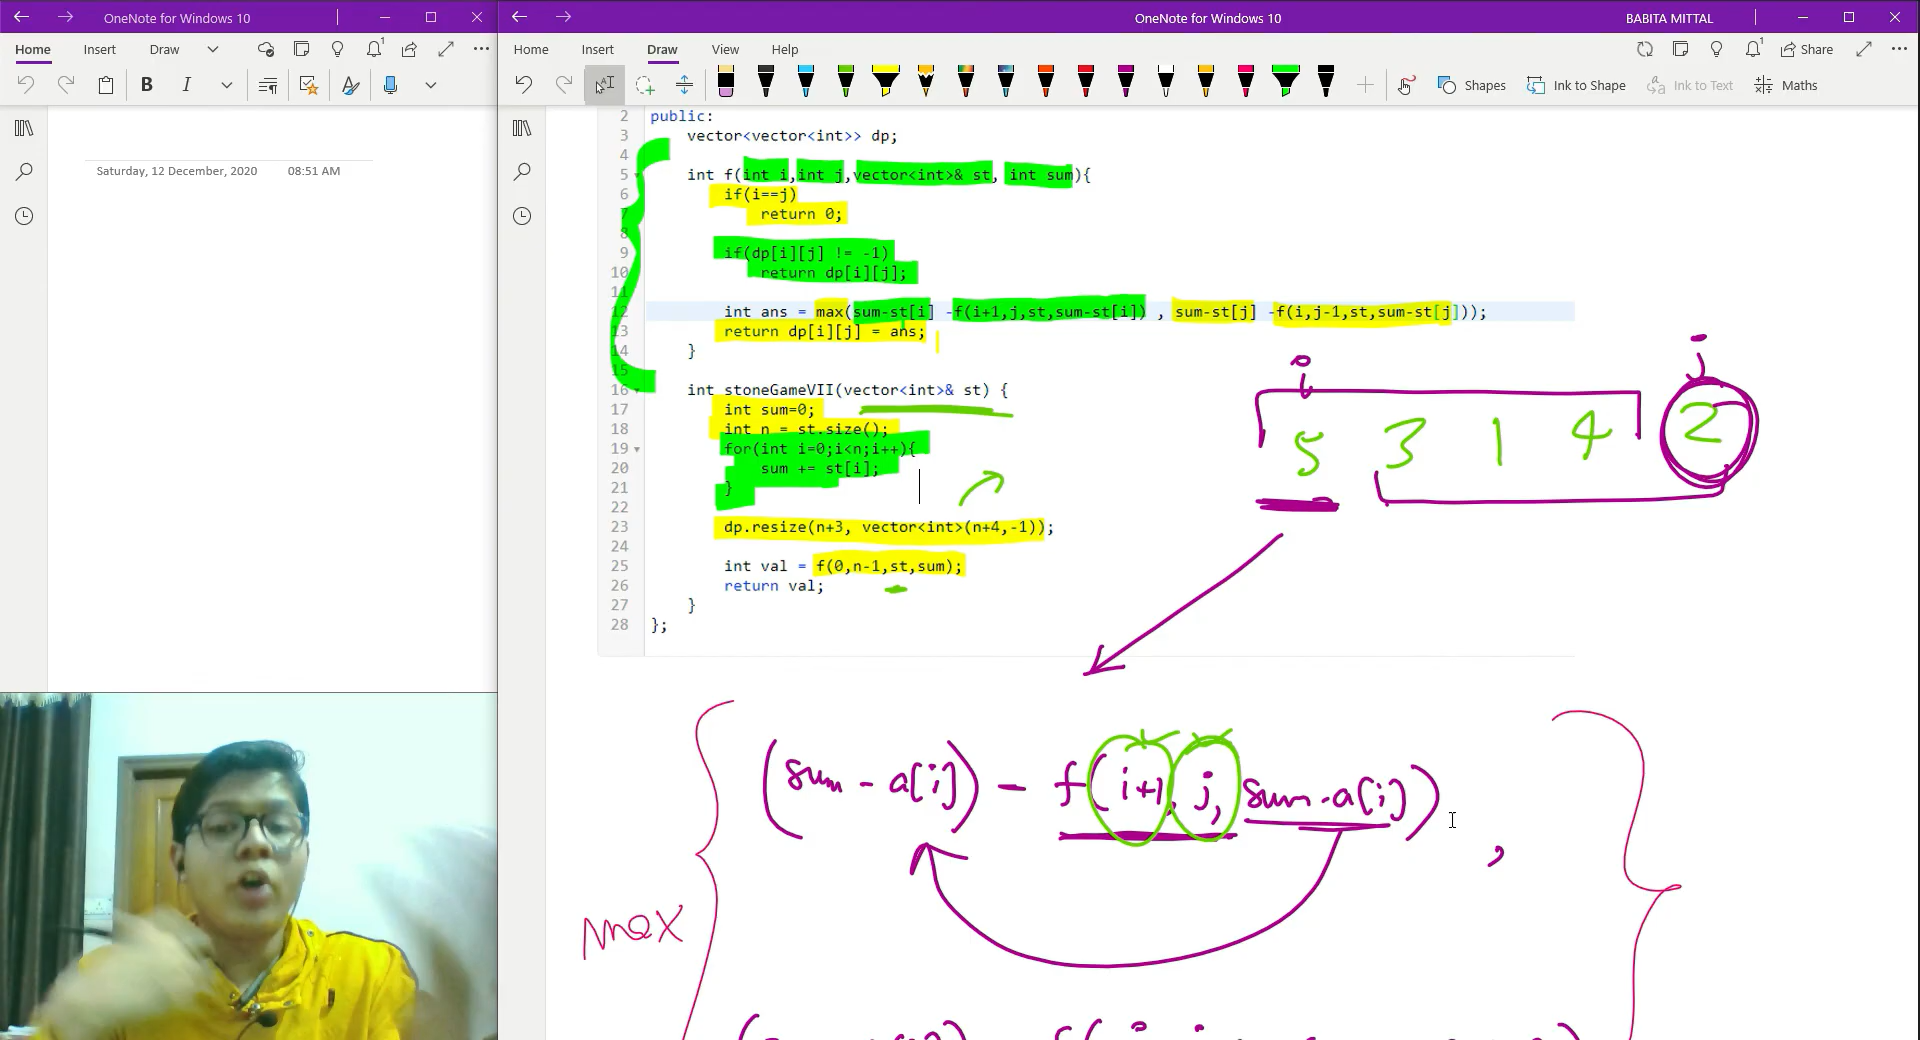 OneNote for Windows 10
Home Insert Draw
B I
Saturday, 12 December, 2020 08:51 AM
OneNote for Windows 10 BABITA MITTAL
Home Insert Draw View Help Share
Shapes Ink to Shape Ink to Text Maths
2 public:
3 vector<vector<int>> dp;
4
5 int f(int i,int j,vector<int>& st, int sum){
6 if(i==j)
7 return 0;
8
9 if(dp[i][j] != -1)
10 return dp[i][j];
11
12 int ans = max(sum-st[i] -f(i+1,j,st,sum-st[i]) , sum-st[j] -f(i,j-1,st,sum-st[j]));
13 return dp[i][j] = ans;
14 }
15
16 int stoneGameVII(vector<int>& st) {
17 int sum=0;
18 int n = st.size();
19 for(int i=0;i<n;i++){
20 sum += st[i];
21 }
22
23 dp.resize(n+3, vector<int>(n+4,-1));
24
25 int val = f(0,n-1,st,sum);
26 return val;
27 }
28 };
i j
5 3 1 4 2
(sum - a[i]) - f(i+1, j, sum - a[i]) ,
max